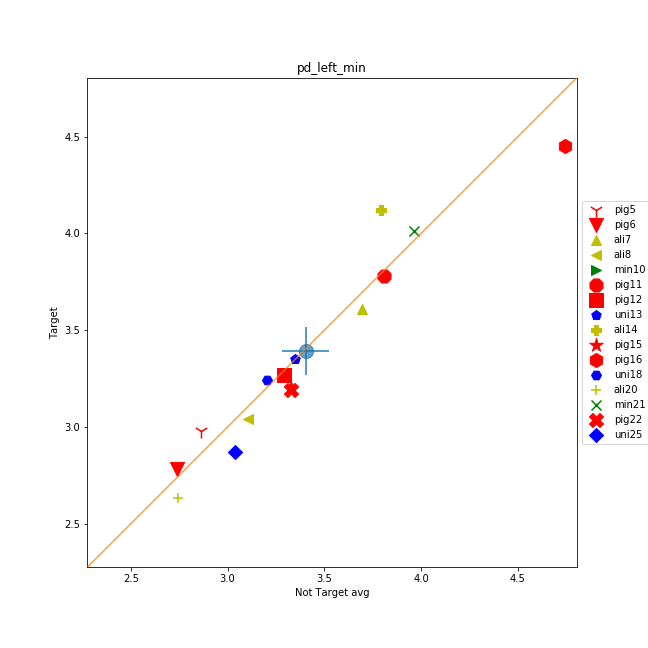 pd_left_min
4.5
4.0
3.5
3.0
2.5
Target
2.5 3.0 3.5 4.0 4.5
Not Target avg
pig5
pig6
ali7
ali8
min10
pig11
pig12
uni13
ali14
pig15
pig16
uni18
ali20
min21
pig22
uni25